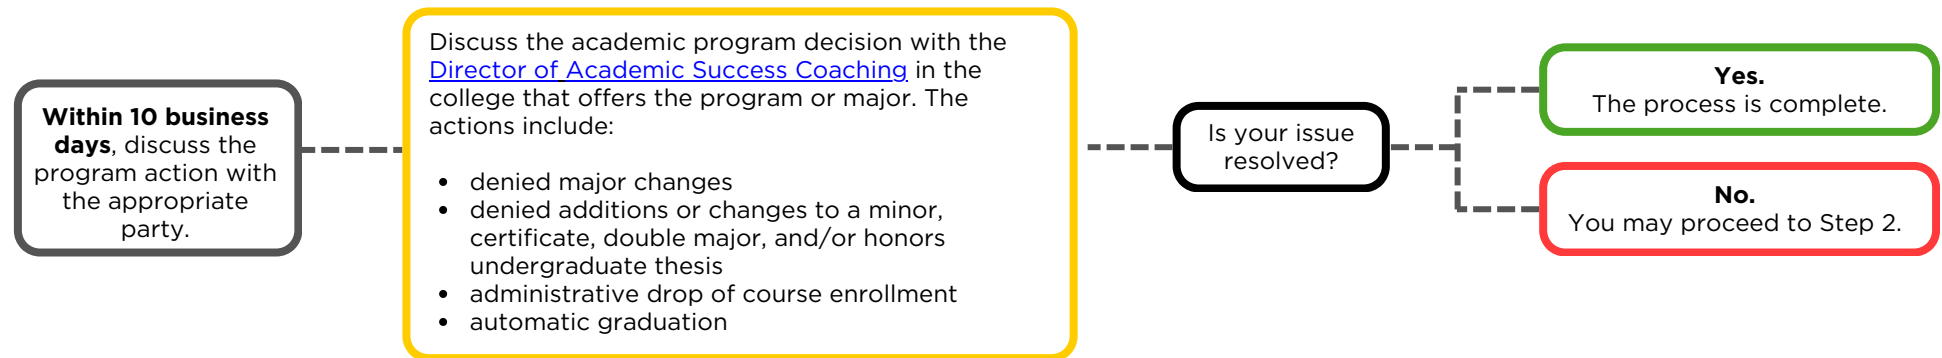 Within 10 business
days, discuss the
program action with
the appropriate
party.
Discuss the academic program decision with the
Director of Academic Success Coaching in the
college that offers the program or major. The
actions include:
• denied major changes
• denied additions or changes to a minor,
certificate, double major, and/or honors
undergraduate thesis
• administrative drop of course enrollment
• automatic graduation
Is your issue
resolved?
Yes.
The process is complete.
No.
You may proceed to Step 2.